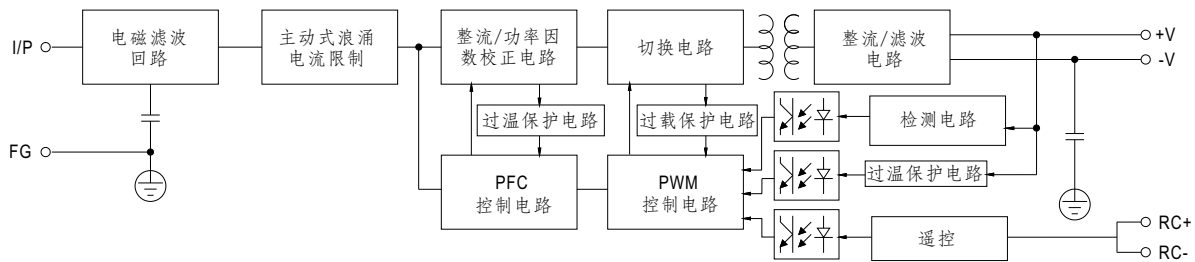 I/P
电磁滤波
回路
主动式浪涌
电流限制
整流/功率因
数校正电路
切换电路
整流/滤波
电路
+V
-V
过温保护电路
过载保护电路
检测电路
FG
PFC
控制电路
PWM
控制电路
过温保护电路
遥控
RC+
RC-